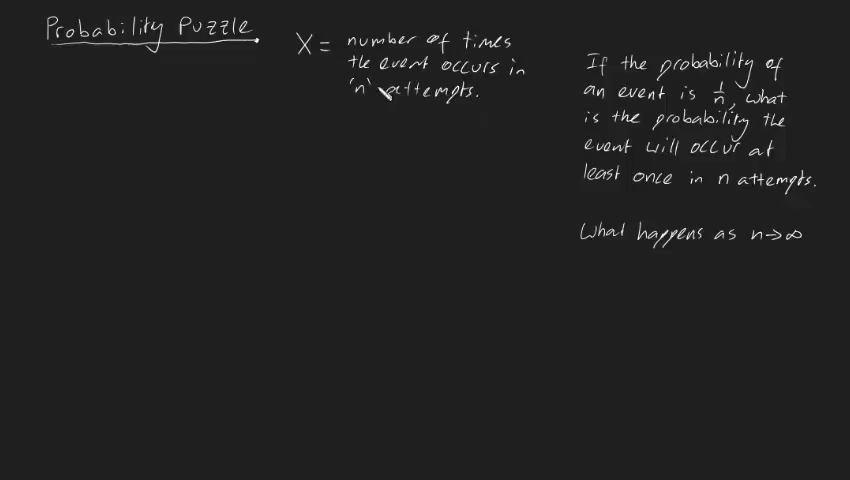 Probability Puzzle.
X = number of times
the event occurs in
'n' attempts.
If the probability of
an event is 1/n, what
is the probability the
event will occur at
least once in n attempts.
What happens as n→∞